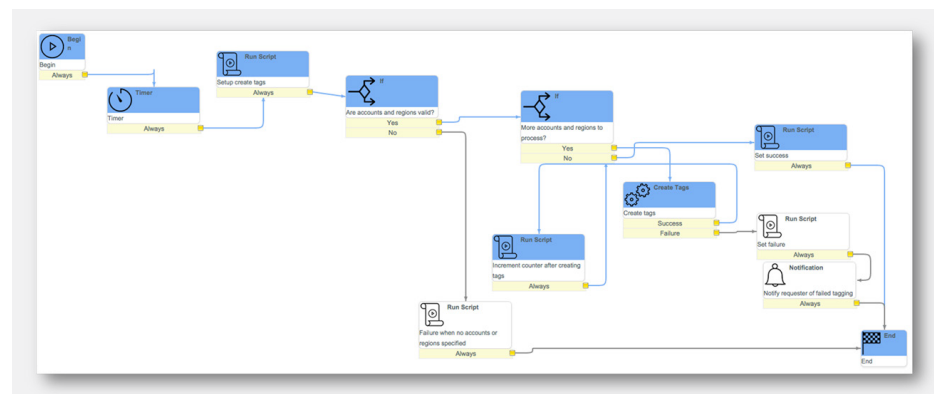 Begi
n
Begin
Always
Timer
Timer
Always
Run Script
Setup create tags
Always
If
Are accounts and regions valid?
Yes
No
If
More accounts and regions to
process?
Yes
No
Run Script
Set success
Always
Create Tags
Create tags
Success
Failure
Run Script
Set failure
Always
Run Script
Increment counter after creating
tags
Always
Notification
Notify requester of failed tagging
Always
Run Script
Failure when no accounts or
regions specified
Always
End
End